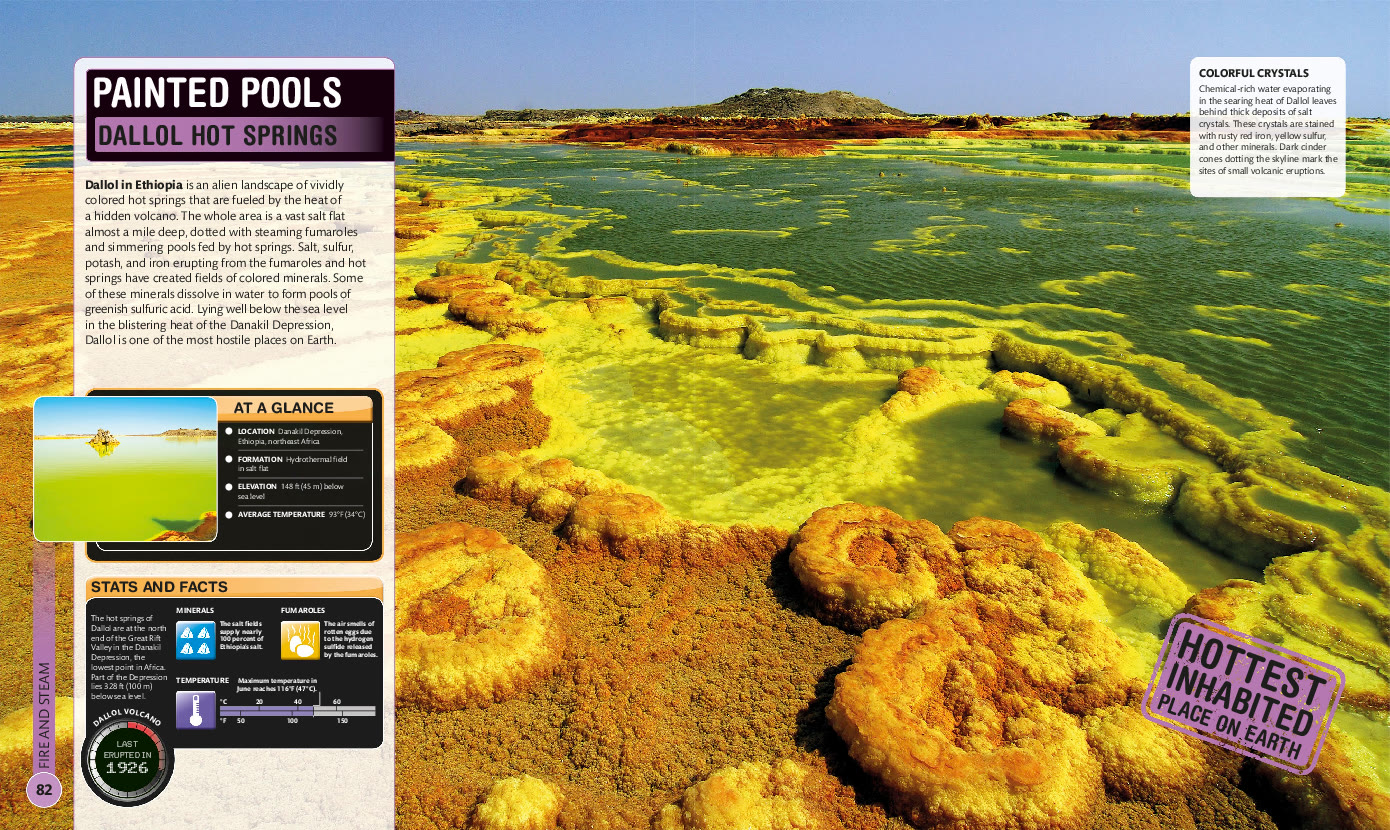 PAINTED POOLS
DALLOL HOT SPRINGS
Dallol in Ethiopia is an alien landscape of vividly
colored hot springs that are fueled by the heat of
a hidden volcano. The whole area is a vast salt flat
almost a mile deep, dotted with steaming fumaroles
and simmering pools fed by hot springs. Salt, sulfur,
potash, and iron erupting from the fumaroles and hot
springs have created fields of colored minerals. Some
of these minerals dissolve in water to form pools of
greenish sulfuric acid. Lying well below the sea level
in the blistering heat of the Danakil Depression,
Dallol is one of the most hostile places on Earth.
AT A GLANCE
LOCATION Danakil Depression,
Ethiopia, northeast Africa
FORMATION Hydrothermal field
in salt flat
ELEVATION 148 ft (45 m) below
sea level
AVERAGE TEMPERATURE 93°F (34°C)
STATS AND FACTS
The hot springs of
Dallol are at the north
end of the Great Rift
Valley in the Danakil
Depression, the
lowest point in Africa.
Part of the Depression
lies 328 ft (100 m)
below sea level.
MINERALS
The salt fields
supply nearly
100 percent of
Ethiopia's salt.
FUMAROLES
The air smells of
rotten eggs due
to the hydrogen
sulfide released
by the fumaroles.
TEMPERATURE
Maximum temperature in
June reaches 116°F (47°C).
°C 20 40 60
°F 50 100 150
DALLOL VOLCANO
LAST
ERUPTED IN
1926
FIRE AND STEAM
82
COLORFUL CRYSTALS
Chemical-rich water evaporating
in the searing heat of Dallol leaves
behind thick deposits of salt
crystals. These crystals are stained
with rusty red iron, yellow sulfur,
and other minerals. Dark cinder
cones dotting the skyline mark the
sites of small volcanic eruptions.
HOTTEST
INHABITED
PLACE ON EARTH